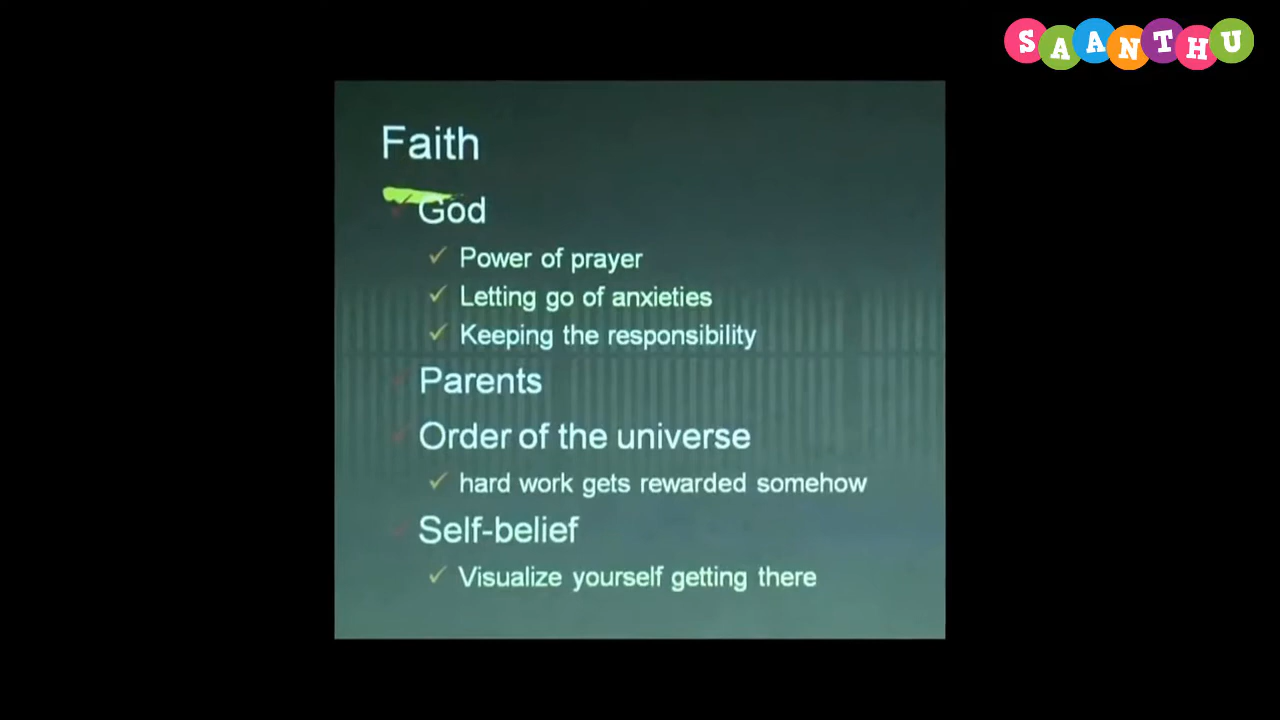 SAANTHU
Faith
God
Power of prayer
Letting go of anxieties
Keeping the responsibility
Parents
Order of the universe
hard work gets rewarded somehow
Self-belief
Visualize yourself getting there